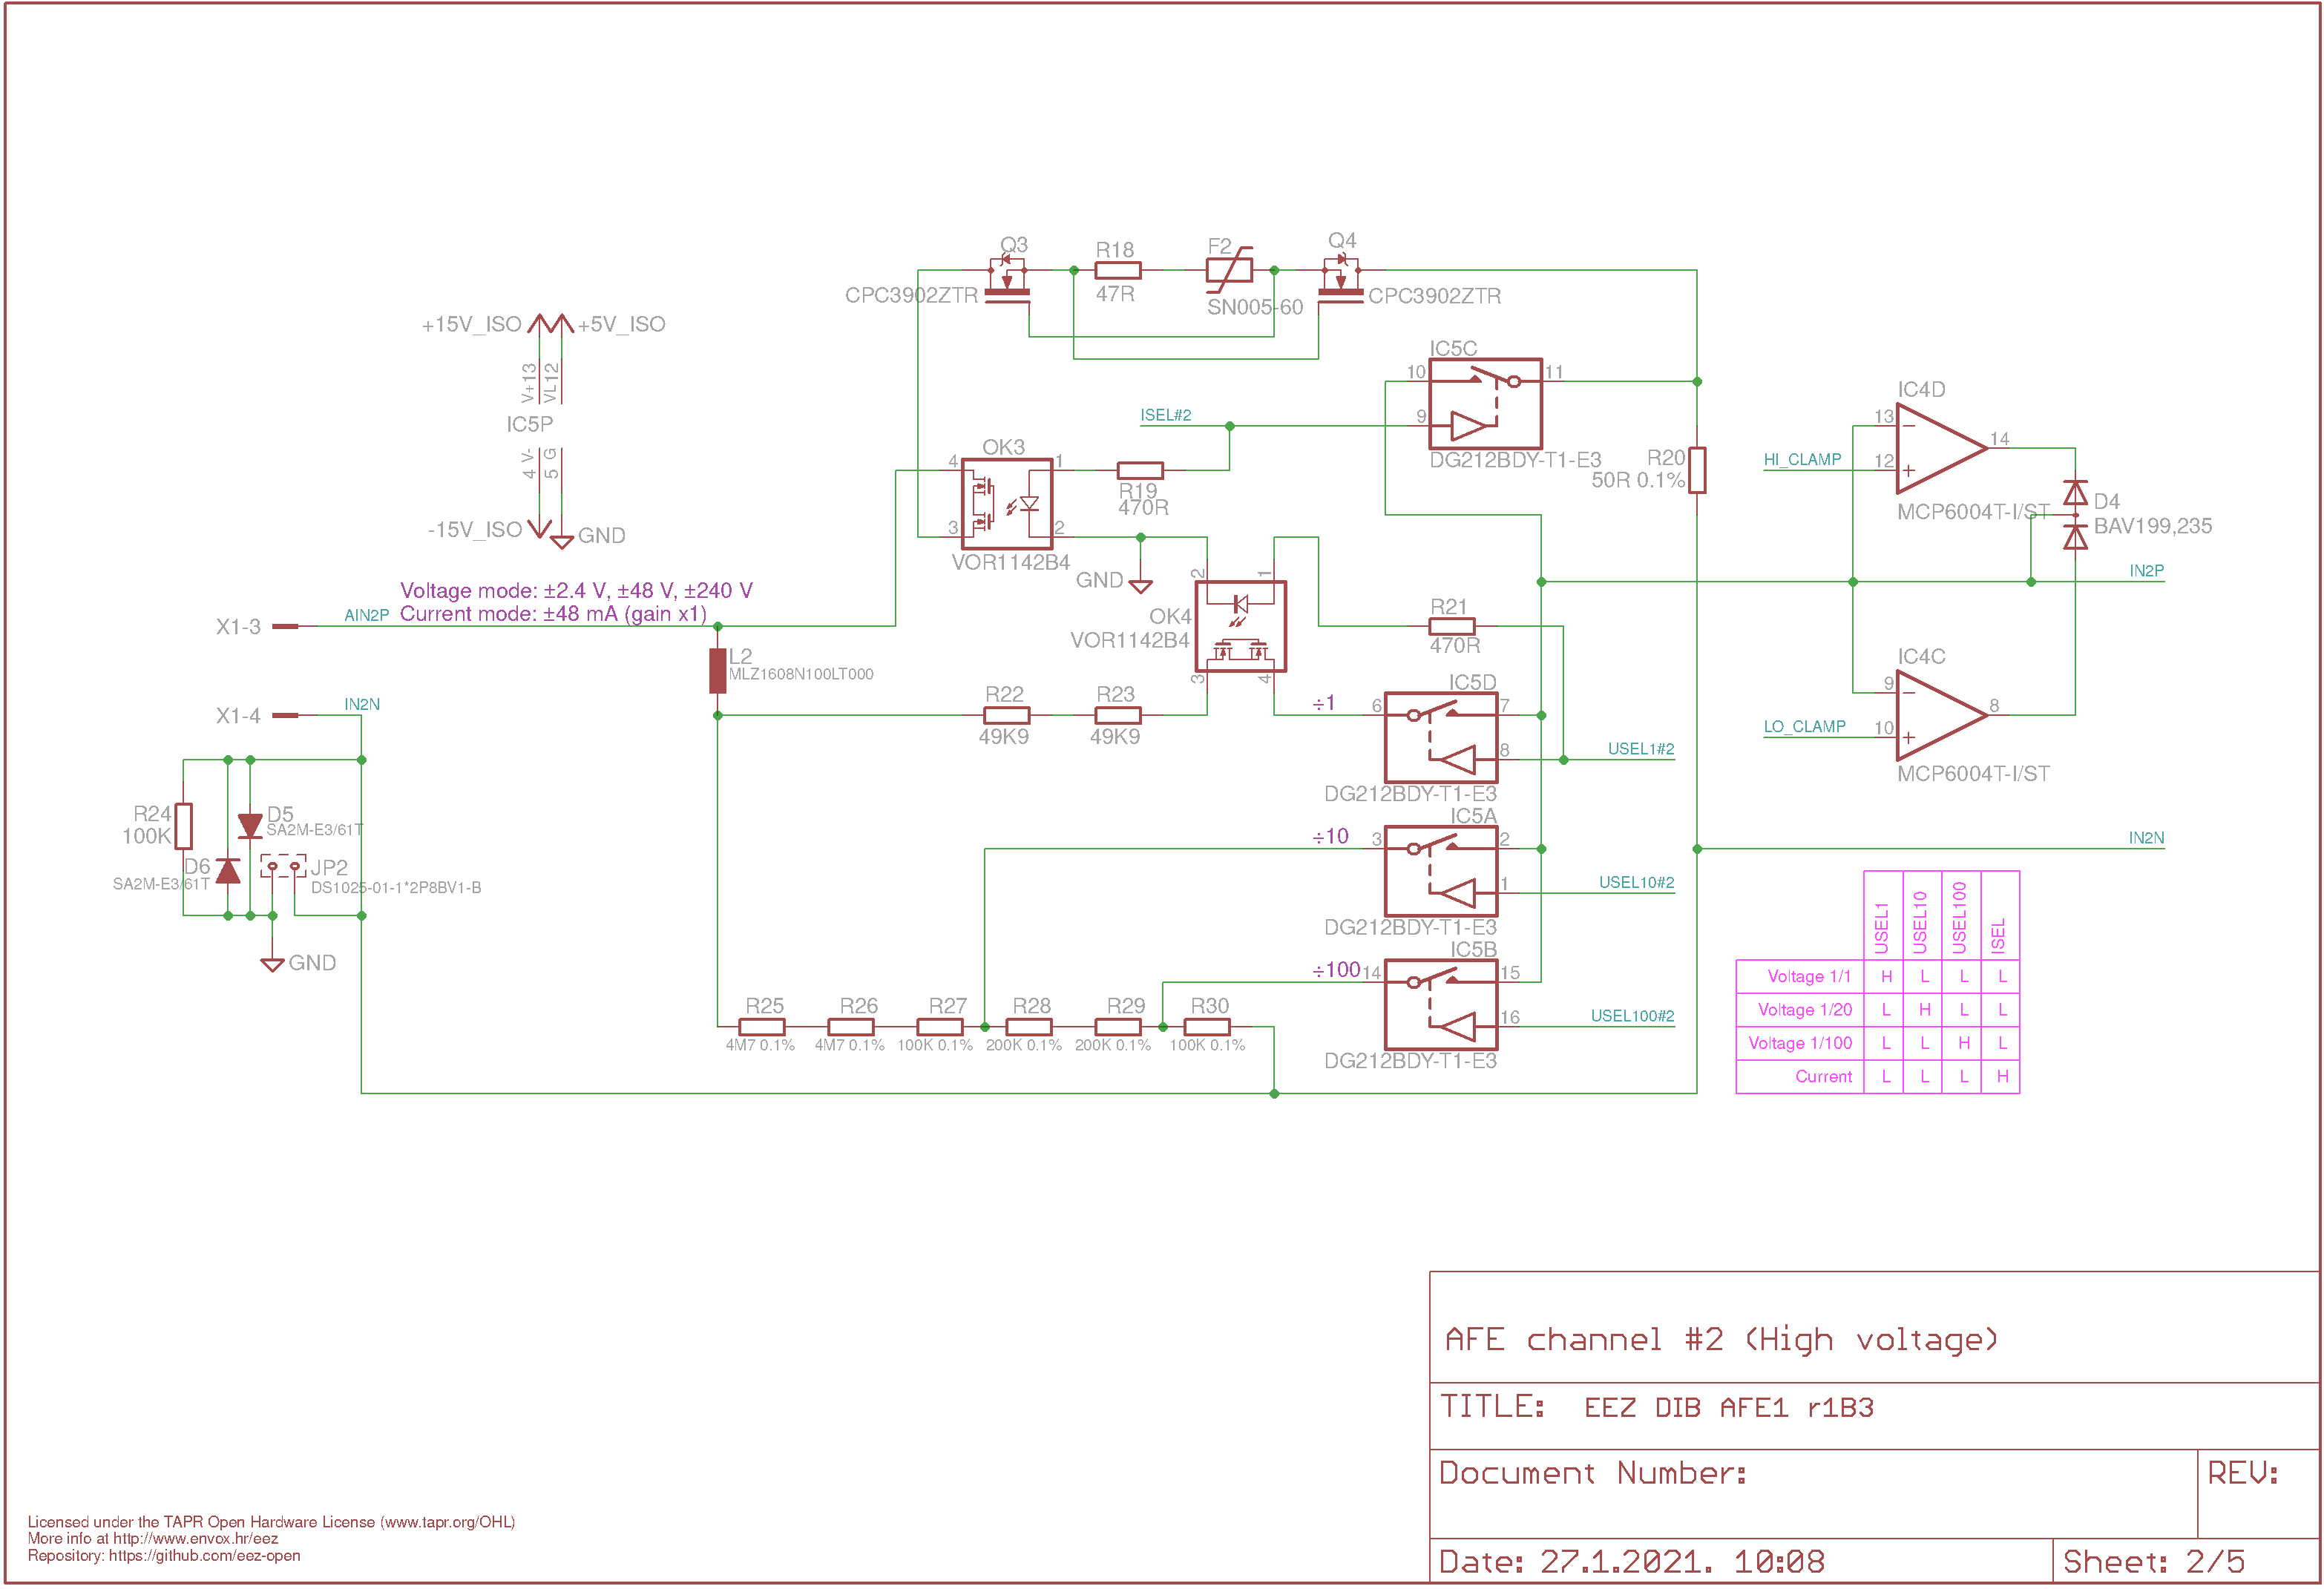 Q3
R18
F2
Q4
CPC3902ZTR
47R
SN005-60
CPC3902ZTR
+15V_ISO
+5V_ISO
V+13
VL12
IC5P
4 V-
5 G
-15V_ISO
GND
IC5C
10
11
9
DG212BDY-T1-E3
ISEL#2
OK3
4
1
3
2
VOR1142B4
R19
470R
GND
R20
50R 0.1%
IC4D
13
14
12
HI_CLAMP
MCP6004T-I/ST
D4
BAV199,235
IN2P
Voltage mode: ±2.4 V, ±48 V, ±240 V
Current mode: ±48 mA (gain x1)
X1-3
AIN2P
2
1
OK4
VOR1142B4
3
4
R21
470R
L2
MLZ1608N100LT000
IC4C
9
8
10
LO_CLAMP
MCP6004T-I/ST
X1-4
IN2N
R22
49K9
R23
49K9
÷1
IC5D
6
7
8
USEL1#2
DG212BDY-T1-E3
R24
100K
D5
SA2M-E3/61T
D6
SA2M-E3/61T
JP2
DS1025-01-1*2P8BV1-B
GND
÷10
IC5A
3
2
1
USEL10#2
DG212BDY-T1-E3
IN2N
÷100
IC5B
14
15
16
USEL100#2
DG212BDY-T1-E3
R25
R26
R27
R28
R29
R30
4M7 0.1%
4M7 0.1%
100K 0.1%
200K 0.1%
200K 0.1%
100K 0.1%
USEL1 USEL10 USEL100 ISEL
Voltage 1/1 H L L L
Voltage 1/20 L H L L
Voltage 1/100 L L H L
Current L L L H
AFE channel #2 (High voltage)
TITLE: EEZ DIB AFE1 r1B3
Document Number:
REV:
Date: 27.1.2021. 10:08
Sheet: 2/5
Licensed under the TAPR Open Hardware License (www.tapr.org/OHL)
More info at http://www.envox.hr/eez
Repository: https://github.com/eez-open